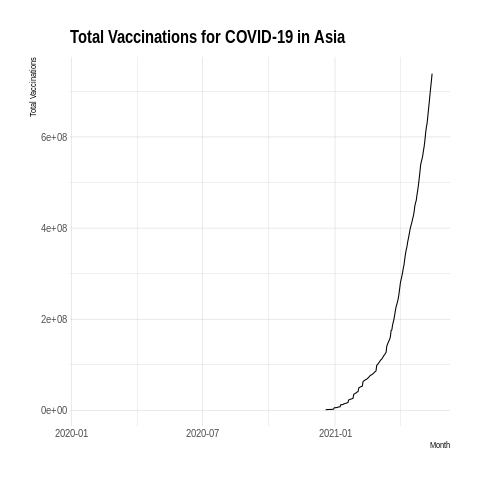 Total Vaccinations for COVID-19 in Asia
Total Vaccinations
6e+08
4e+08
2e+08
0e+00
2020-01 2020-07 2021-01
Month